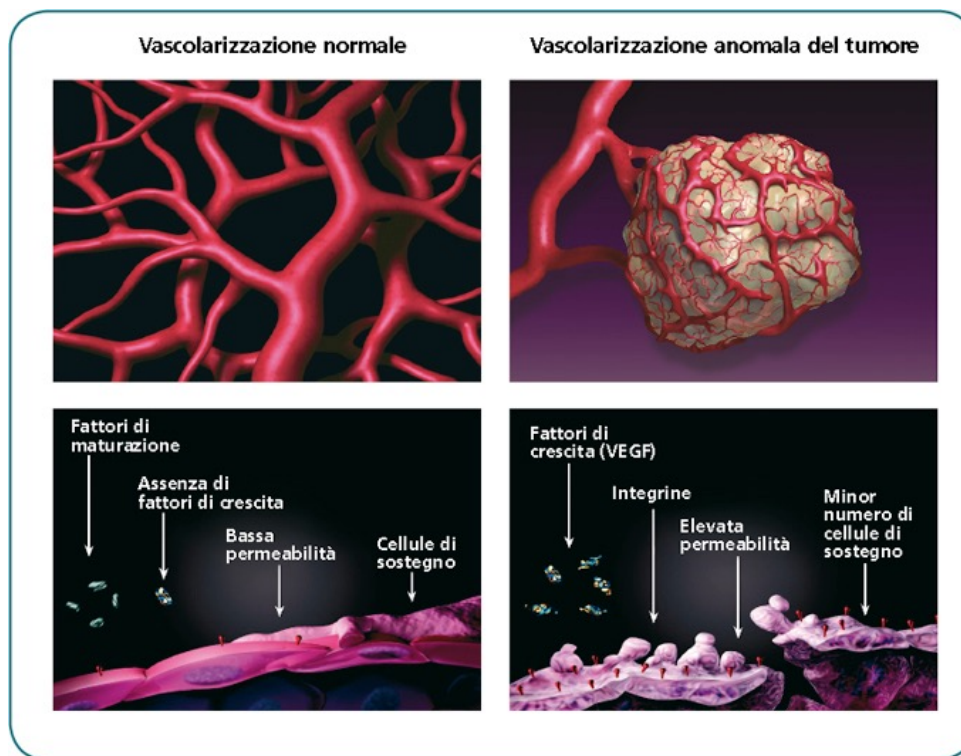 Vascolarizzazione normale
Vascolarizzazione anomala del tumore
Fattori di
maturazione
Assenza di
fattori di crescita
Bassa
permeabilità
Cellule di
sostegno
Fattori di
crescita (VEGF)
Integrine
Elevata
permeabilità
Minor
numero di
cellule di
sostegno